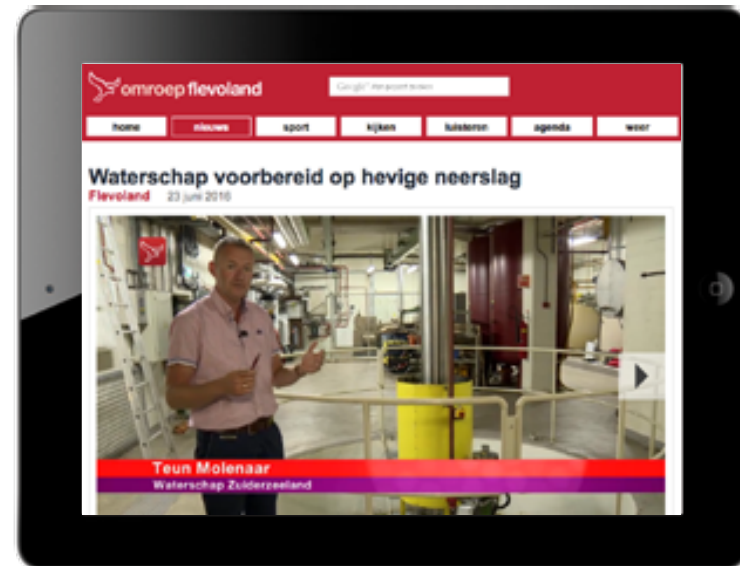 omroep flevoland
home nieuws sport kijken luisteren agenda weer
Waterschap voorbereid op hevige neerslag
Flevoland 23 juni 2016
Teun Molenaar
Waterschap Zuiderzeeland